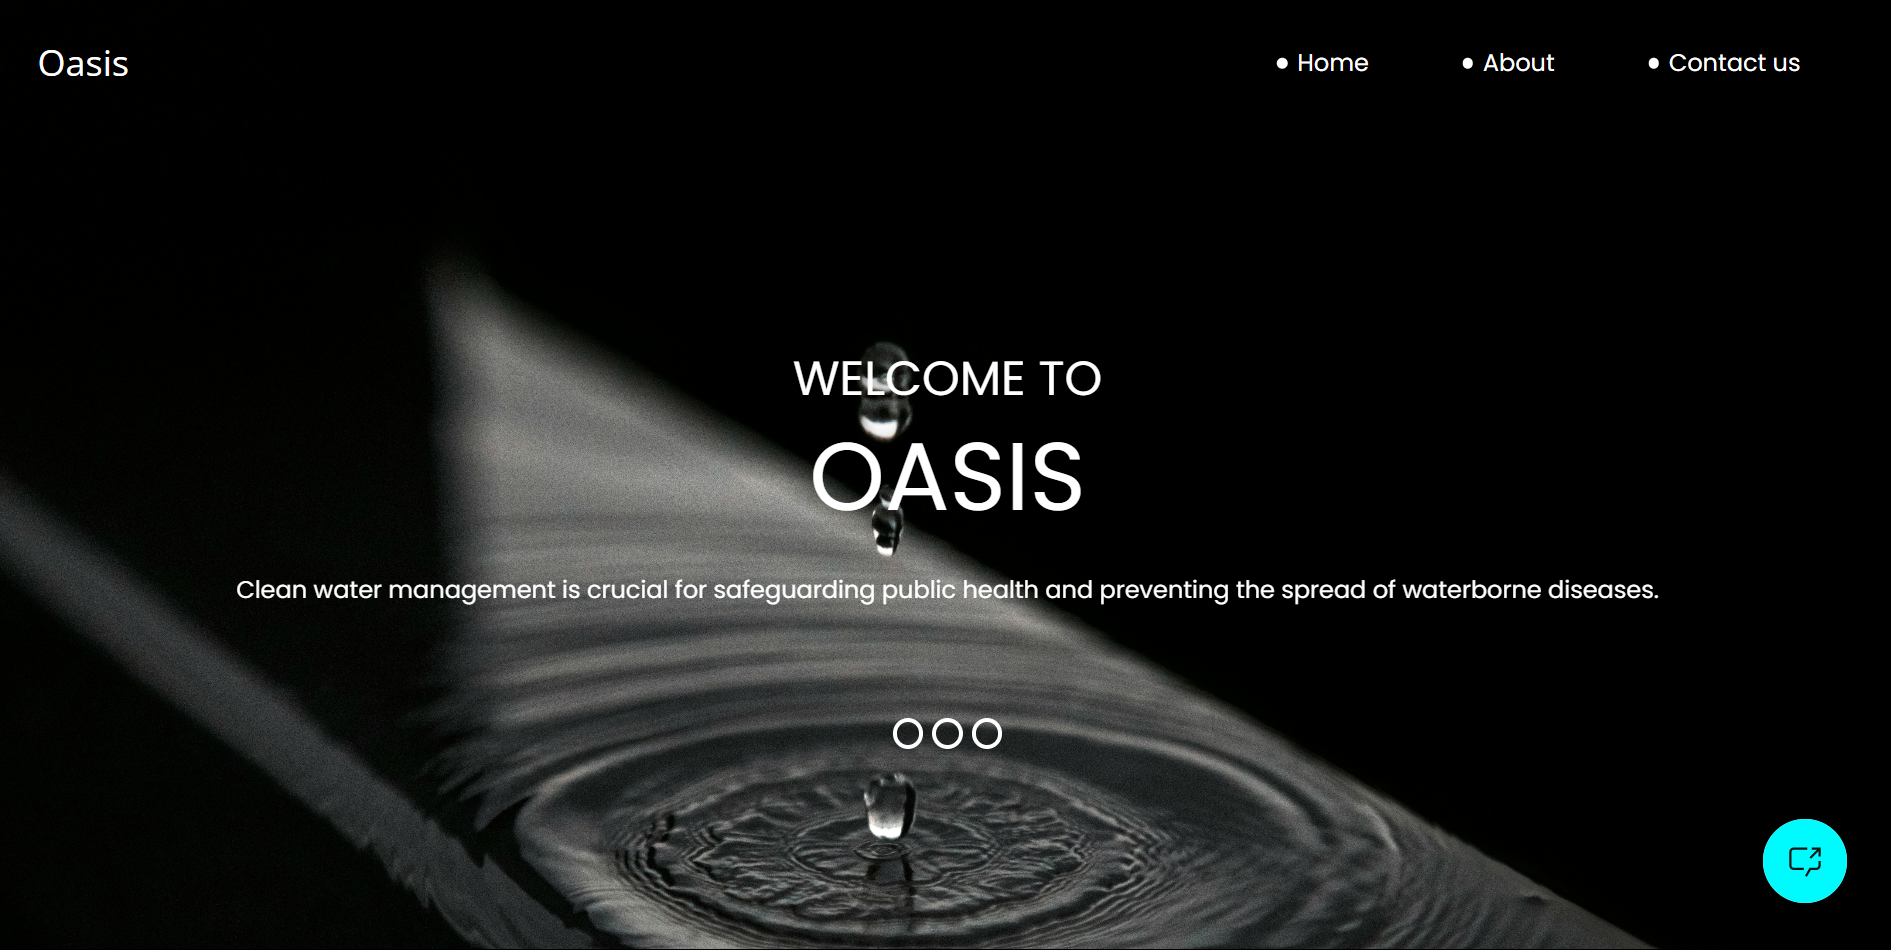 Oasis
Home
About
Contact us
WELCOME TO
OASIS
Clean water management is crucial for safeguarding public health and preventing the spread of waterborne diseases.